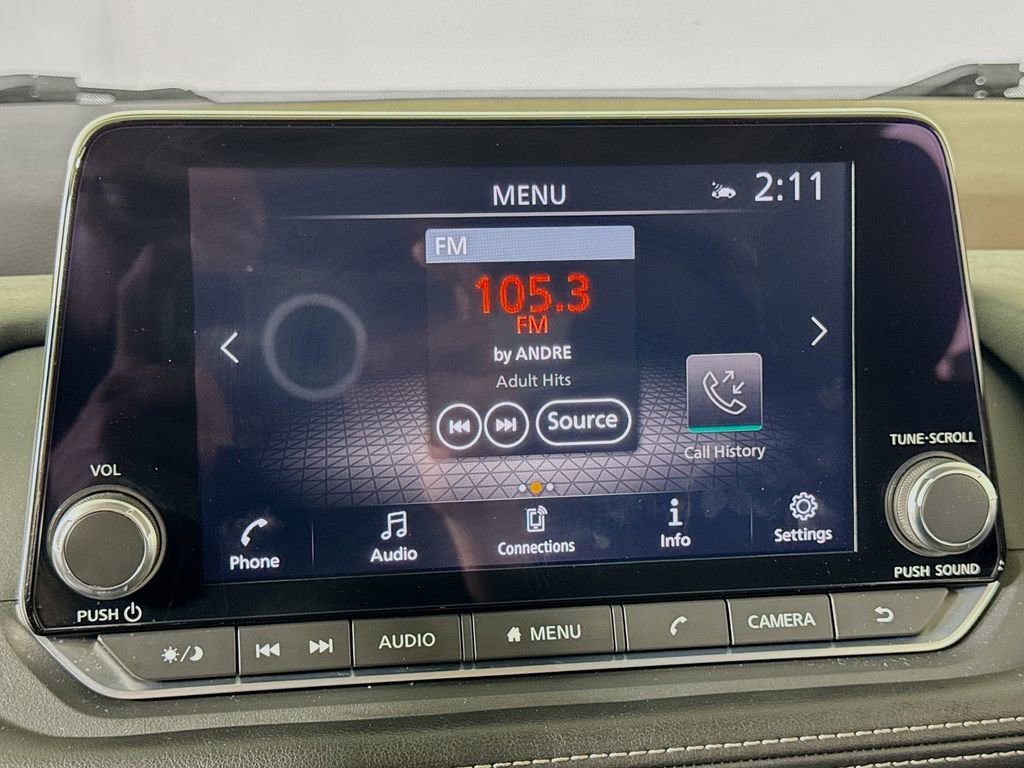 MENU
2:11
FM
105.3
FM
by ANDRE
Adult Hits
Source
Call History
VOL
TUNE·SCROLL
Phone
Audio
Connections
Info
Settings
PUSH
PUSH SOUND
AUDIO
MENU
CAMERA